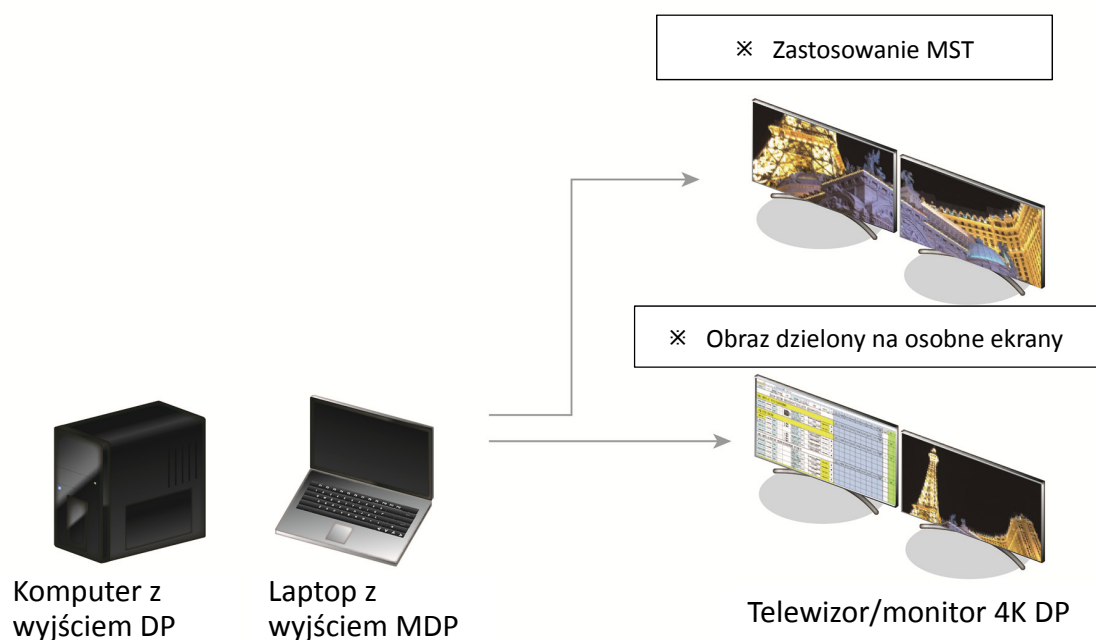 ※ Zastosowanie MST
※ Obraz dzielony na osobne ekrany
Komputer z
wyjściem DP
Laptop z
wyjściem MDP
Telewizor/monitor 4K DP